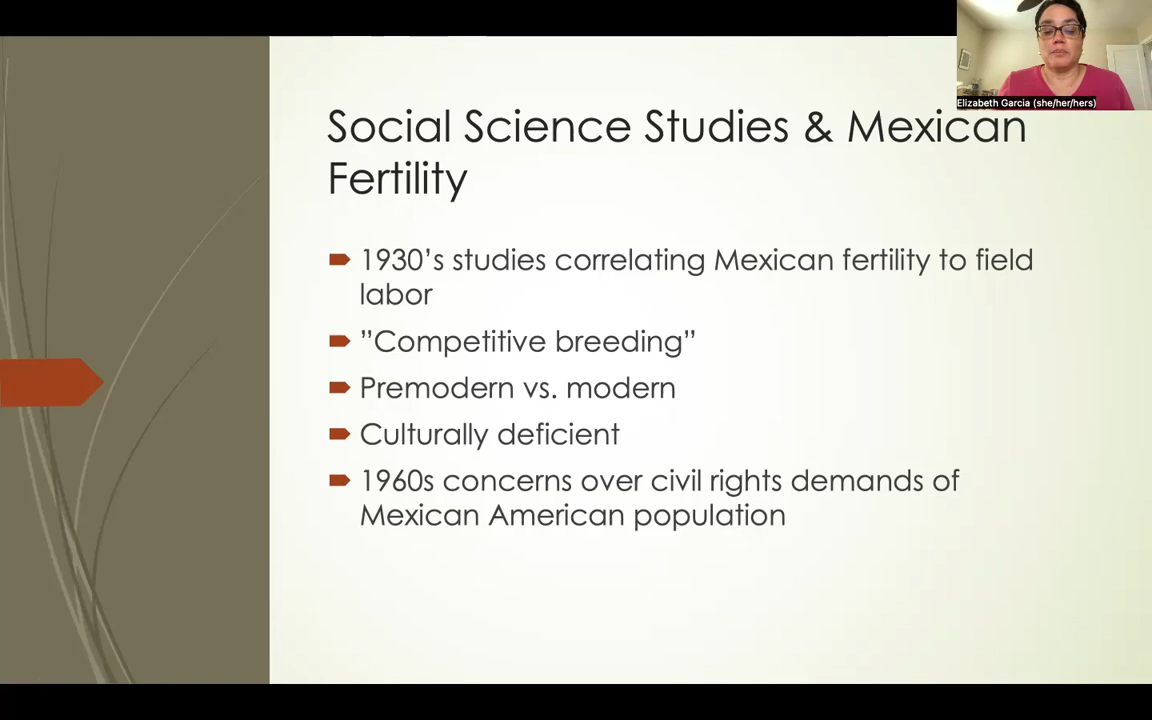 Elizabeth Garcia (she/her/hers)
Social Science Studies & Mexican
Fertility
1930’s studies correlating Mexican fertility to field
labor
”Competitive breeding”
Premodern vs. modern
Culturally deficient
1960s concerns over civil rights demands of
Mexican American population